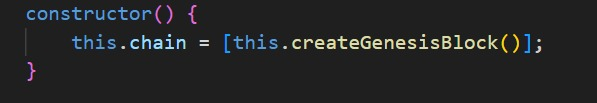 constructor() {
    this.chain = [this.createGenesisBlock()];
}